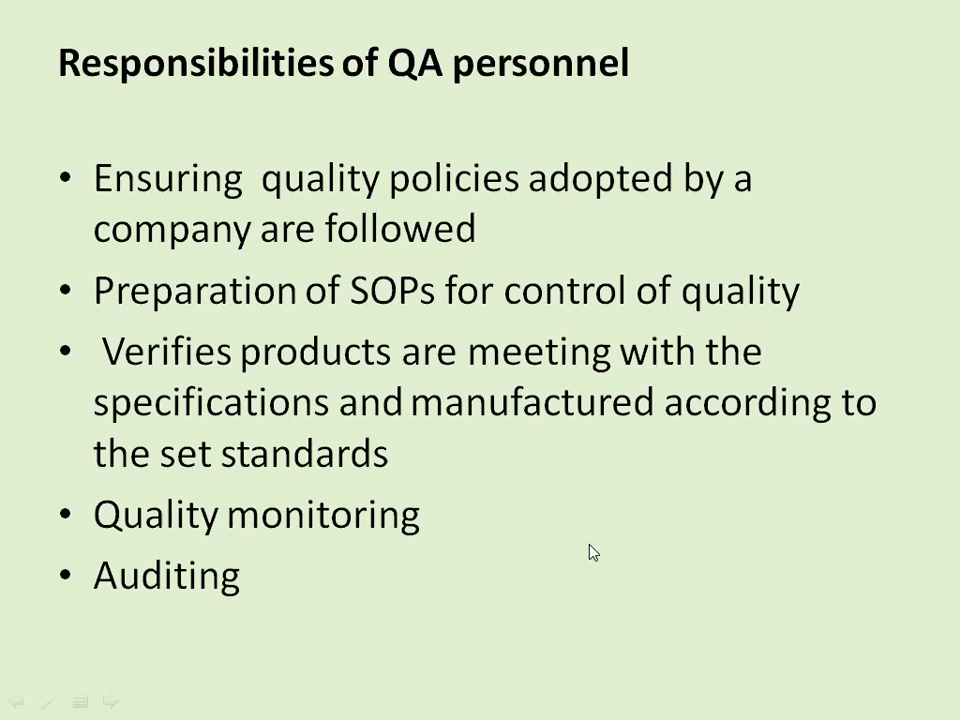 Responsibilities of QA personnel
• Ensuring quality policies adopted by a
company are followed
• Preparation of SOPs for control of quality
• Verifies products are meeting with the
specifications and manufactured according to
the set standards
• Quality monitoring
• Auditing